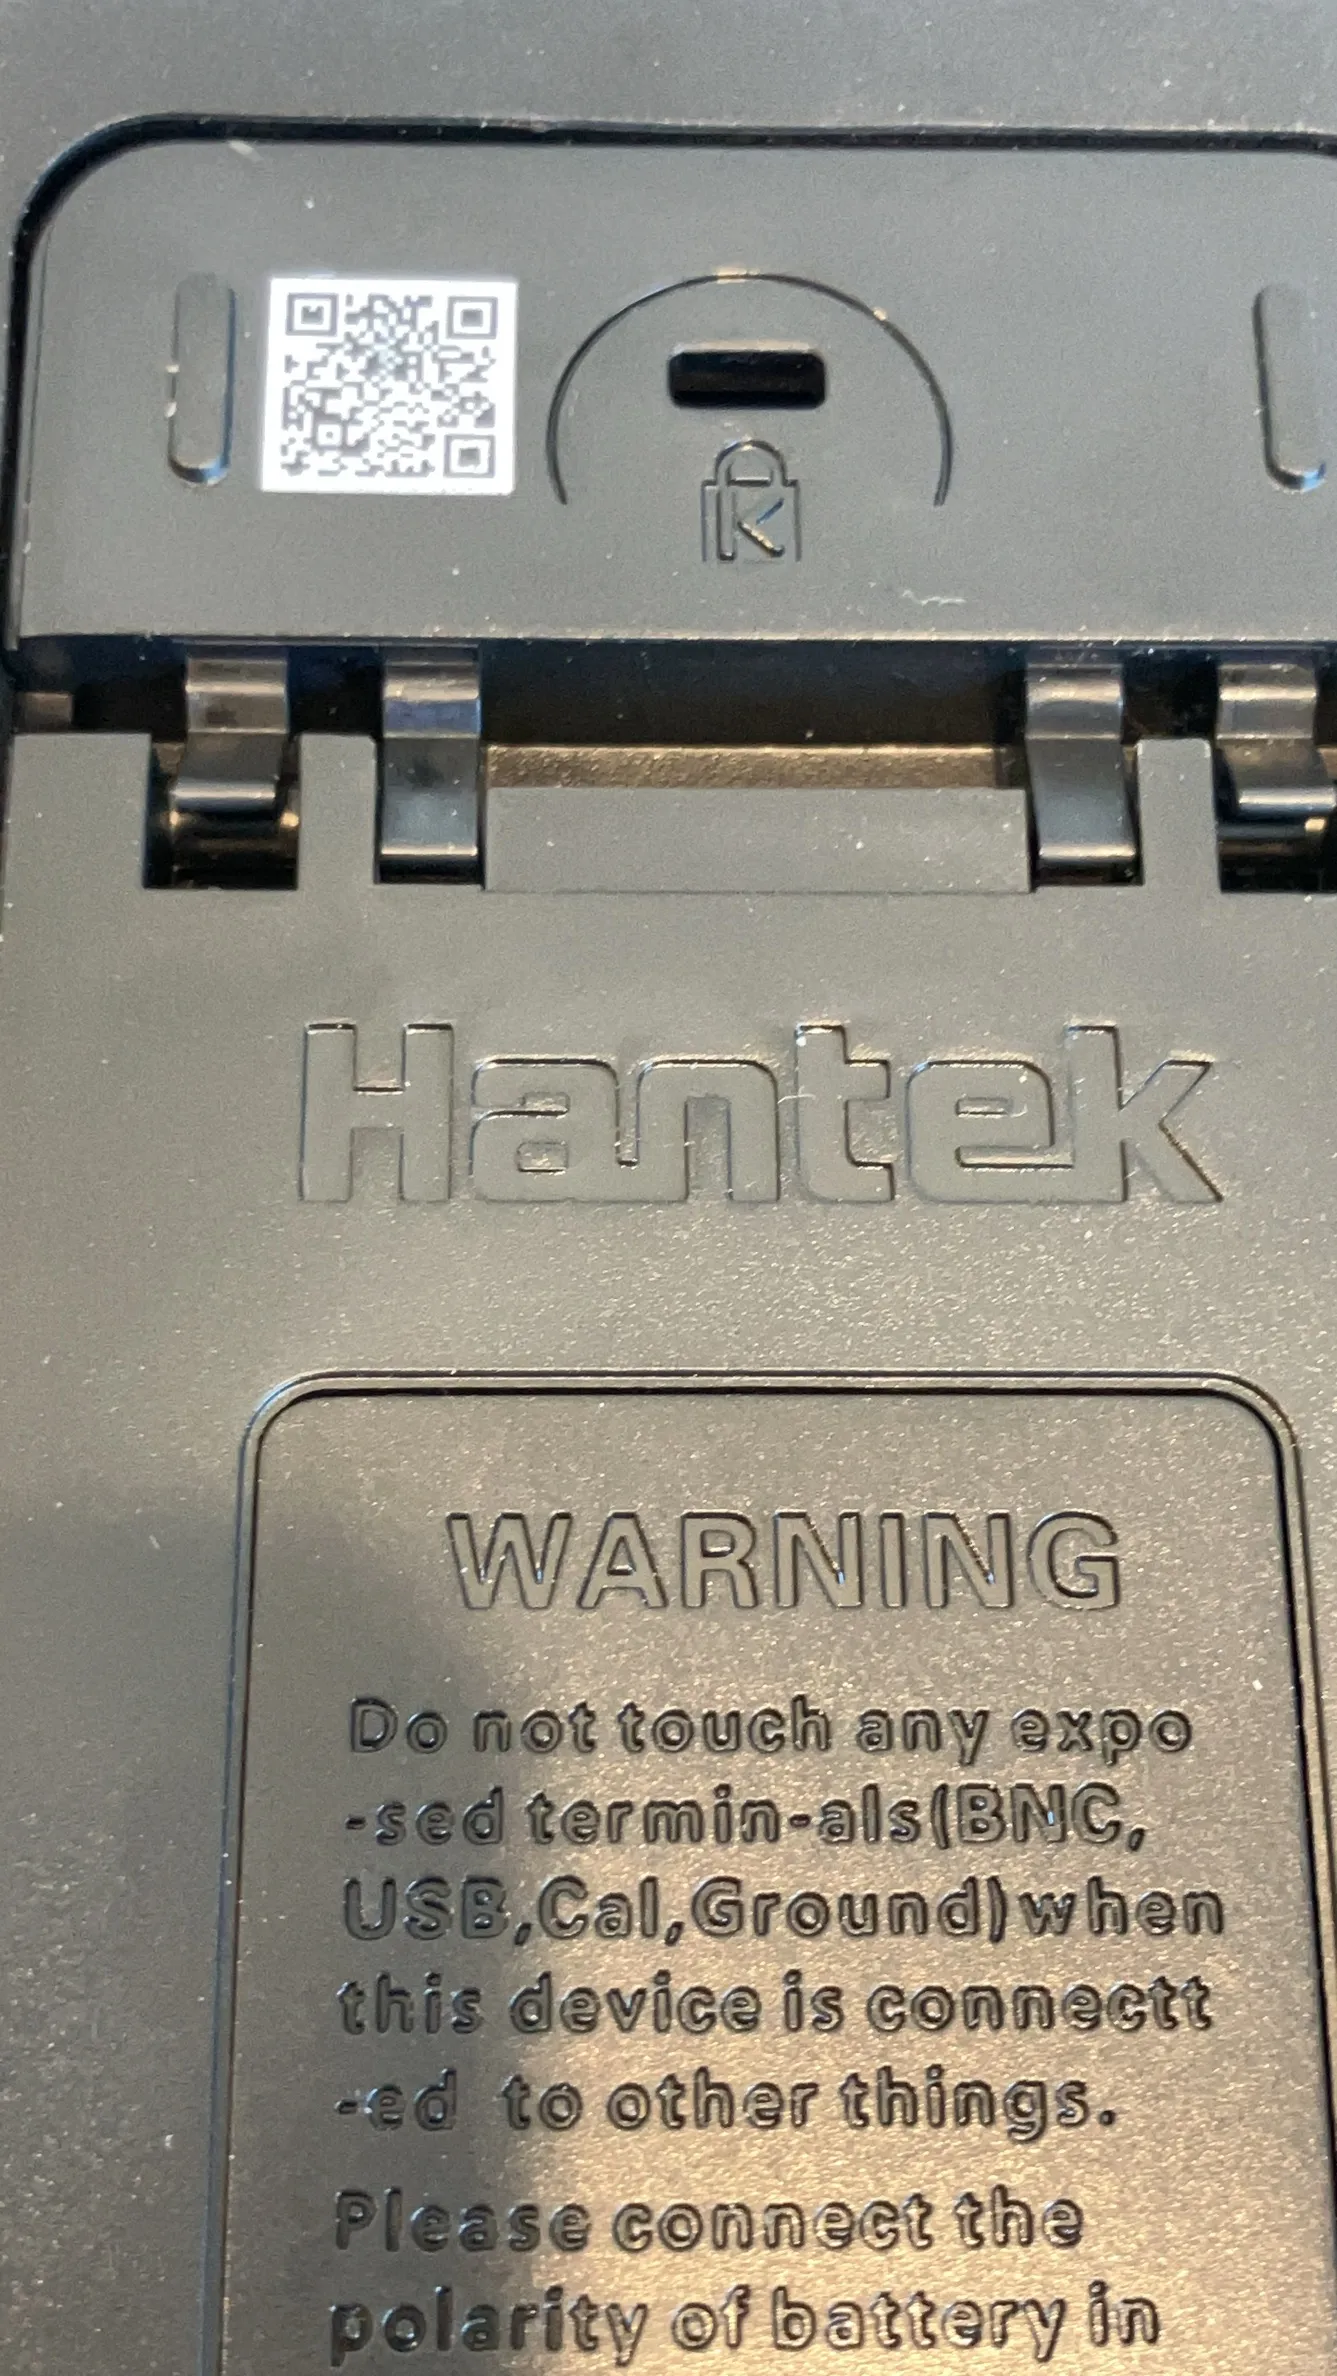 K
Hantek
WARNING
Do not touch any expo
-sed termin-als(BNC,
USB,Cal,Ground)when
this device is connectt
-ed to other things.
Please connect the
polarity of battery in